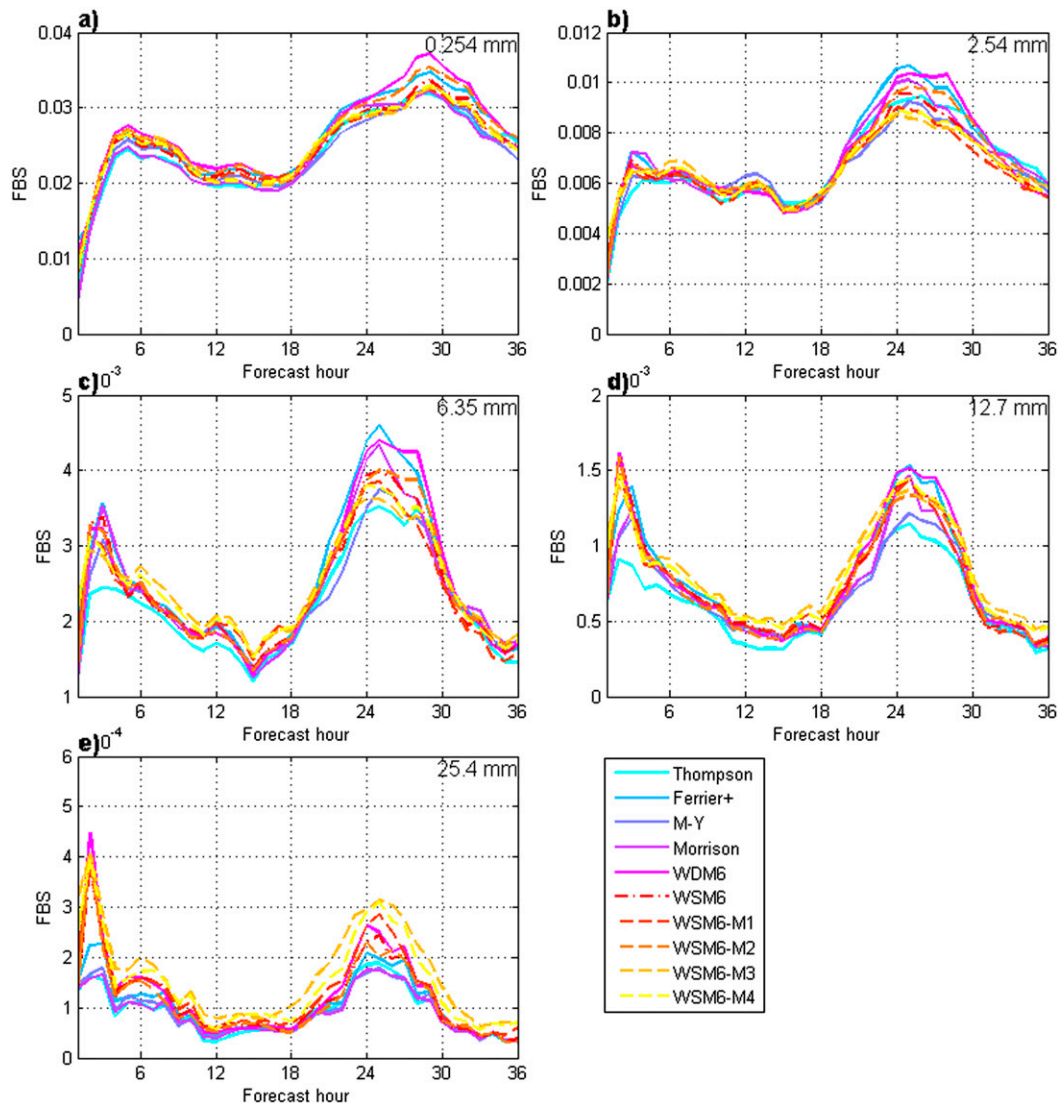 a)
0.254 mm
0.04
0.03
0.02
0.01
0
FBS
6 12 18 24 30 36
Forecast hour
b)
2.54 mm
0.012
0.01
0.008
0.006
0.004
0.002
0
FBS
6 12 18 24 30 36
Forecast hour
c)0⁻³
6.35 mm
5
4
3
2
1
FBS
6 12 18 24 30 36
Forecast hour
d)0⁻³
12.7 mm
2
1.5
1
0.5
0
FBS
6 12 18 24 30 36
Forecast hour
e)0⁻⁴
25.4 mm
6
5
4
3
2
1
0
FBS
6 12 18 24 30 36
Forecast hour
Thompson
Ferrier+
M-Y
Morrison
WDM6
WSM6
WSM6-M1
WSM6-M2
WSM6-M3
WSM6-M4